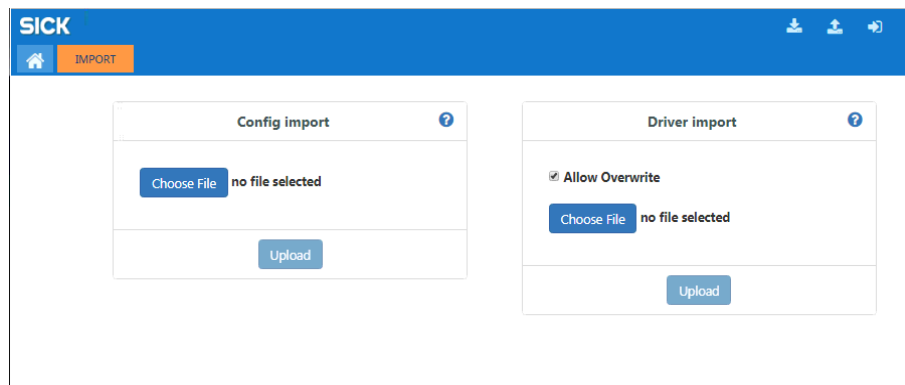 SICK
IMPORT
Config import
?
Choose File no file selected
Upload
Driver import
?
Allow Overwrite
Choose File no file selected
Upload